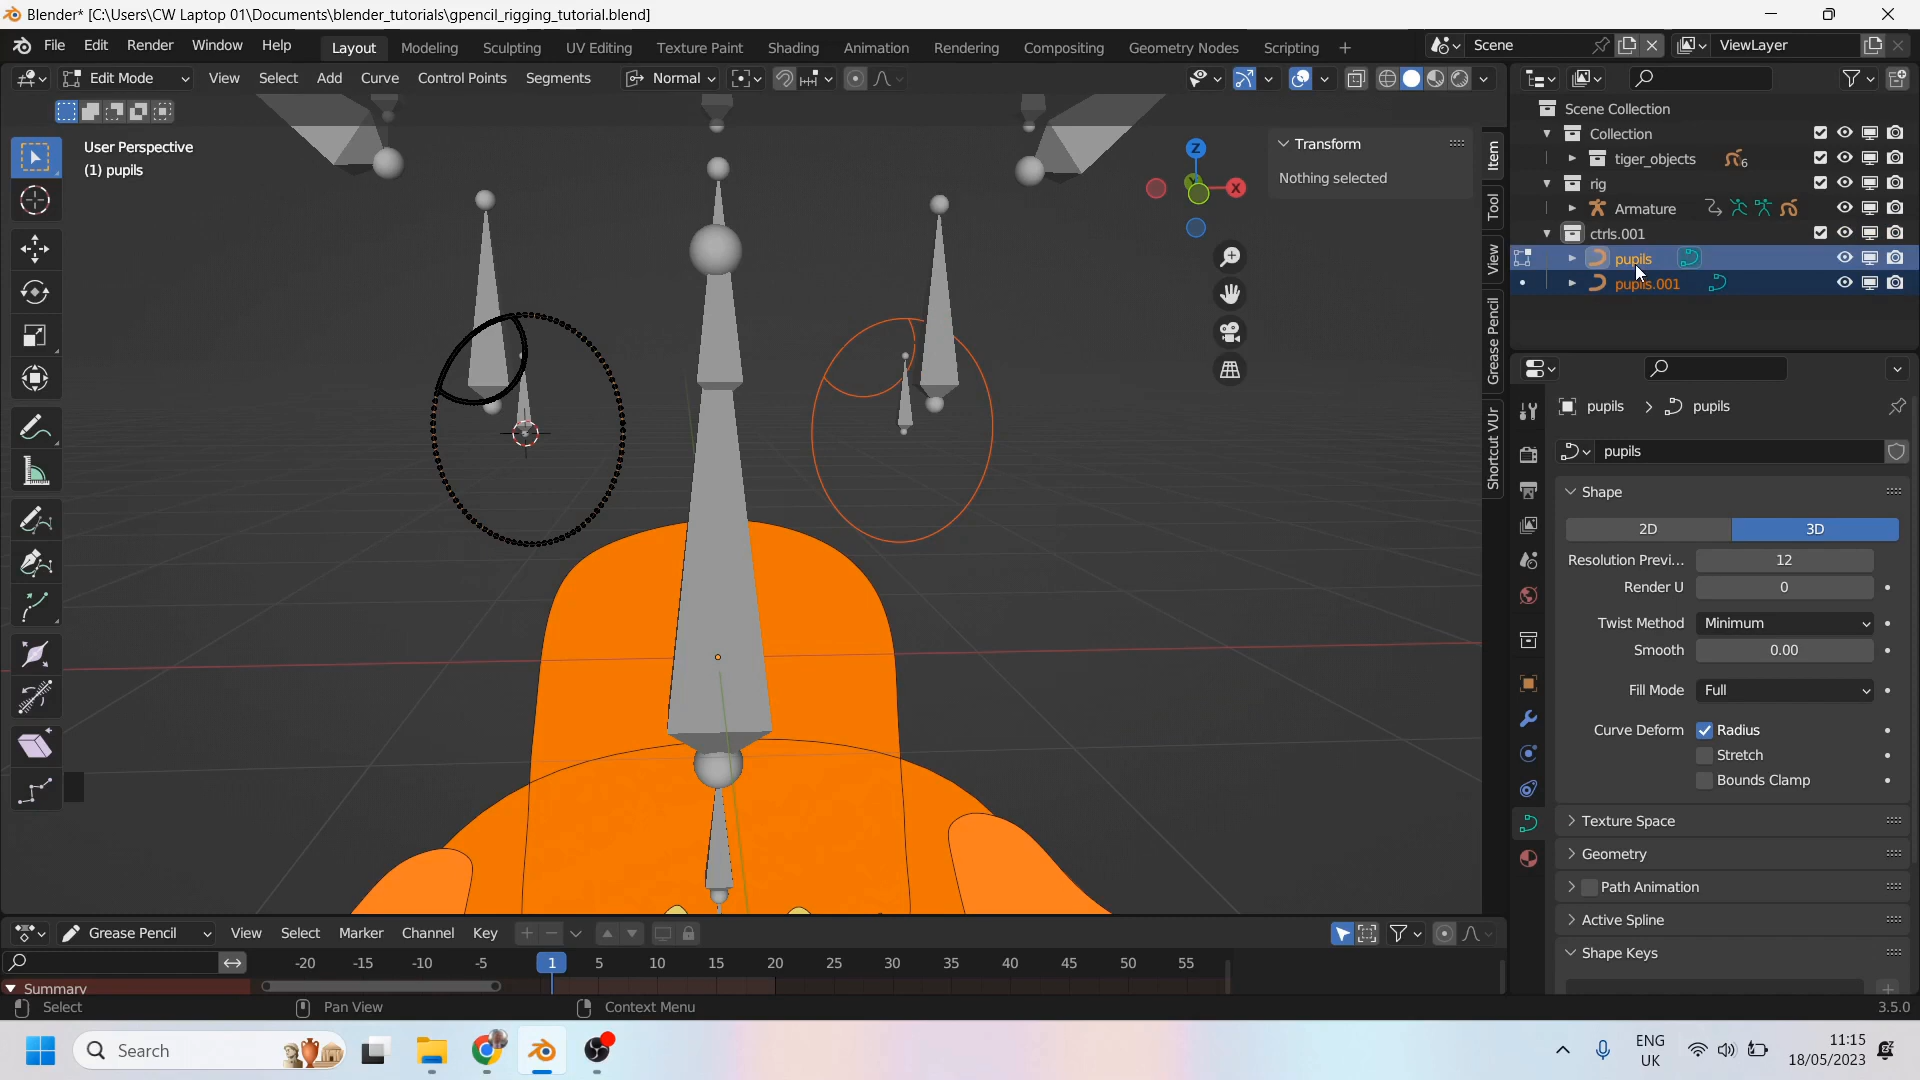 Blender* [C:\Users\CW Laptop 01\Documents\blender_tutorials\gpencil_rigging_tutorial.blend]
File Edit Render Window Help Layout Modeling Sculpting UV Editing Texture Paint Shading Animation Rendering Compositing Geometry Nodes Scripting + Scene ViewLayer
Edit Mode View Select Add Curve Control Points Segments Normal
User Perspective
(1) pupils
Z
X
Transform
Nothing selected
Item
Tool
View
Grease Pencil
Shortcut VUr
Scene Collection
Collection
tiger_objects 6
rig
Armature
ctrls.001
pupils
pupils.001
pupils > pupils
pupils
Shape
2D 3D
Resolution Previ... 12
Render U 0
Twist Method Minimum
Smooth 0.00
Fill Mode Full
Curve Deform Radius
Stretch
Bounds Clamp
Texture Space
Geometry
Path Animation
Active Spline
Shape Keys
Grease Pencil View Select Marker Channel Key
-20 -15 -10 -5 1 5 10 15 20 25 30 35 40 45 50 55
Summary
Select Pan View Context Menu 3.5.0
Search
ENG
UK
11:15
18/05/2023